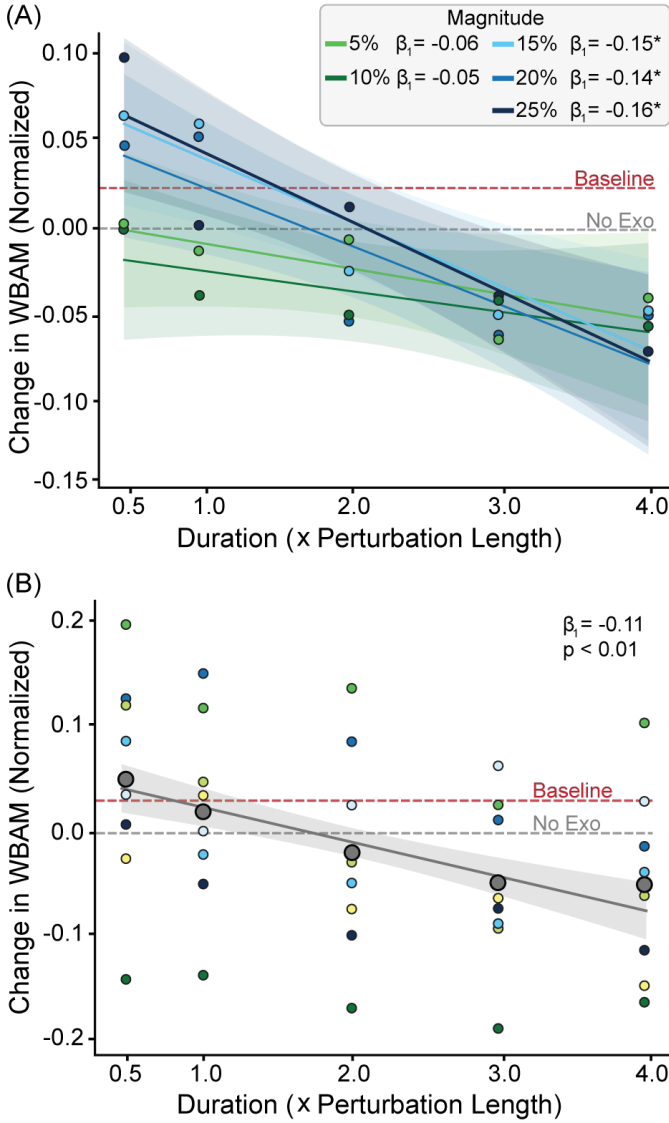 (A)
Magnitude
5% β₁ = -0.06 15% β₁ = -0.15*
10% β₁ = -0.05 20% β₁ = -0.14*
25% β₁ = -0.16*
Change in WBAM (Normalized)
0.10
0.05
0.00
-0.05
-0.10
-0.15
Baseline
No Exo
0.5 1.0 2.0 3.0 4.0
Duration (x Perturbation Length)
(B)
Change in WBAM (Normalized)
0.2
0.1
0.0
-0.1
-0.2
β₁ = -0.11
p < 0.01
Baseline
No Exo
0.5 1.0 2.0 3.0 4.0
Duration (x Perturbation Length)